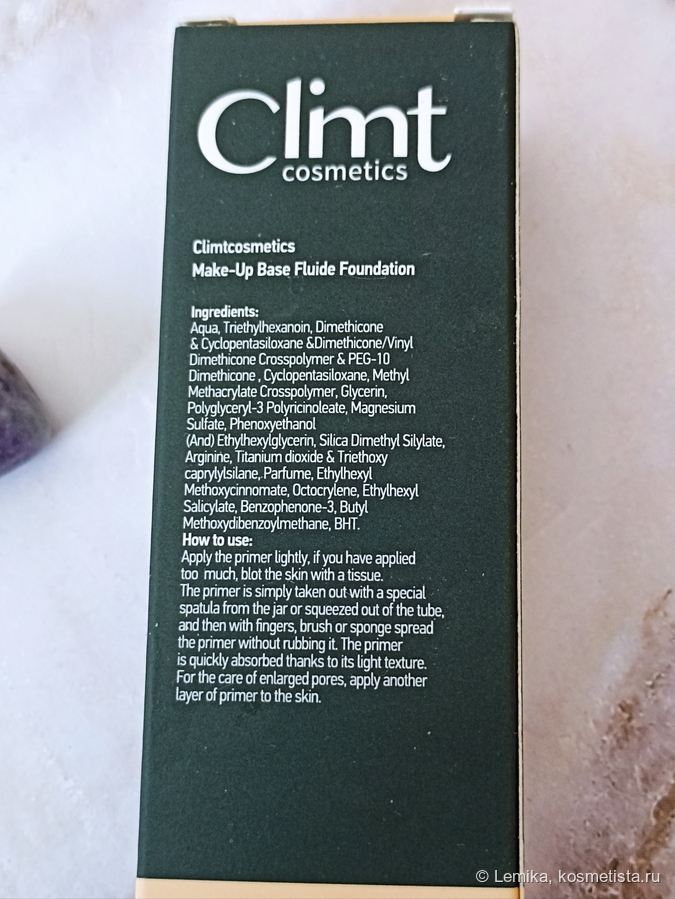 Climt
cosmetics
Climtcosmetics
Make-Up Base Fluide Foundation
Ingredients:
Aqua, Triethylhexanoin, Dimethicone
& Cyclopentasiloxane &Dimethicone/Vinyl
Dimethicone Crosspolymer & PEG-10
Dimethicone , Cyclopentasiloxane, Methyl
Methacrylate Crosspolymer, Glycerin,
Polyglyceryl-3 Polyricinoleate, Magnesium
Sulfate, Phenoxyethanol
(And) Ethylhexylglycerin, Silica Dimethyl Silylate,
Arginine, Titanium dioxide & Triethoxy
caprylylsilane, Parfume, Ethylhexyl
Methoxycinnomate, Octocrylene, Ethylhexyl
Salicylate, Benzophenone-3, Butyl
Methoxydibenzoylmethane, BHT.
How to use:
Apply the primer lightly, if you have applied
too much, blot the skin with a tissue.
The primer is simply taken out with a special
spatula from the jar or squeezed out of the tube,
and then with fingers, brush or sponge spread
the primer without rubbing it. The primer
is quickly absorbed thanks to its light texture.
For the care of enlarged pores, apply another
layer of primer to the skin.
© Lemika, kosmetista.ru